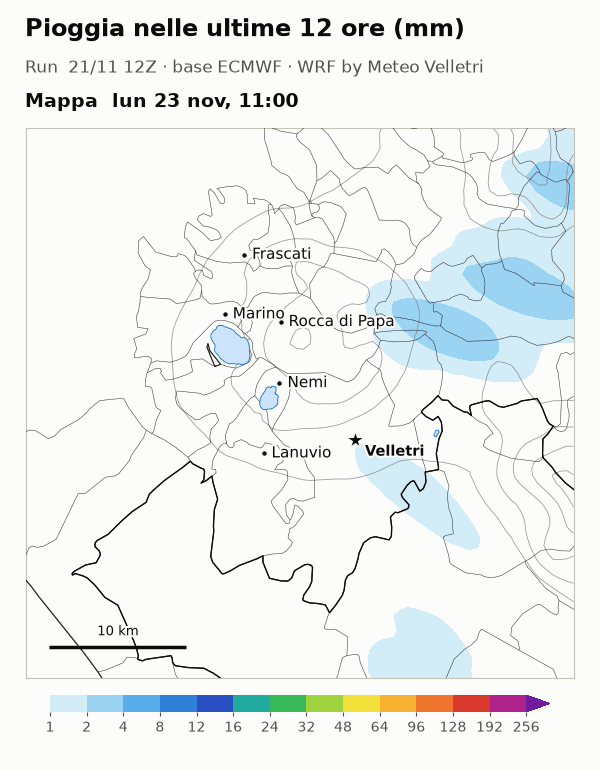 Pioggia nelle ultime 12 ore (mm)
Run 21/11 12Z · base ECMWF · WRF by Meteo Velletri
Mappa lun 23 nov, 11:00
Frascati
Marino
Rocca di Papa
Nemi
Velletri
Lanuvio
10 km
1 2 4 8 12 16 24 32 48 64 96 128 192 256